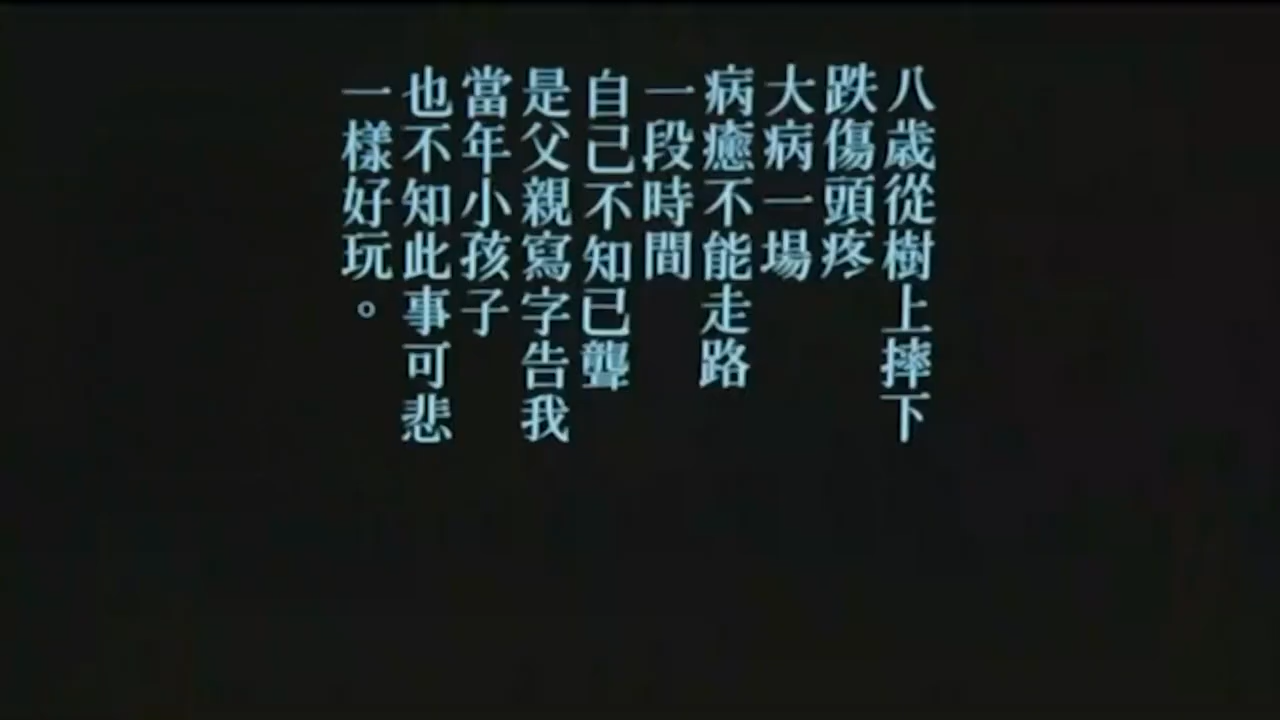 八歲從樹上摔下
跌傷頭疼
大病一場
病癒不能走路
一段時間
自己不知已聾
是父親寫字告我
當年小孩子
也不知此事可悲
一樣好玩。